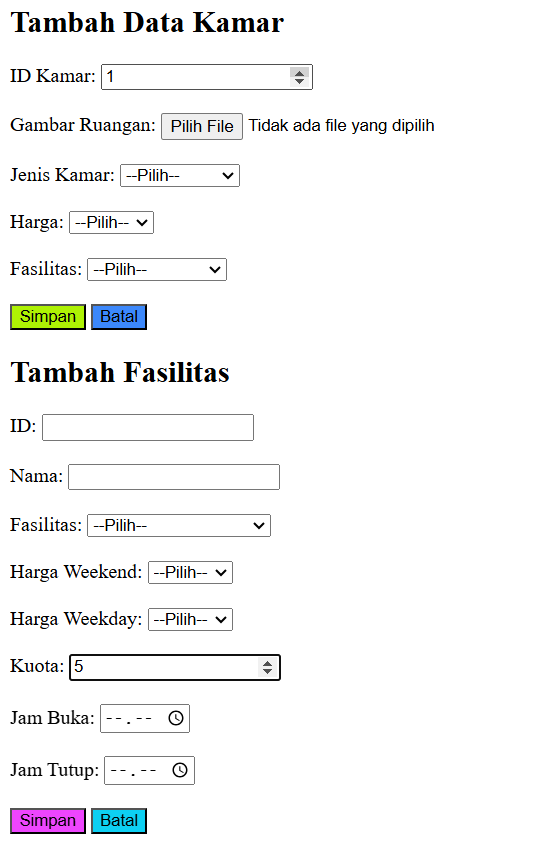 Tambah Data Kamar
ID Kamar: 1
Gambar Ruangan: Pilih File Tidak ada file yang dipilih
Jenis Kamar: --Pilih--
Harga: --Pilih--
Fasilitas: --Pilih--
Simpan Batal
Tambah Fasilitas
ID:
Nama:
Fasilitas: --Pilih--
Harga Weekend: --Pilih--
Harga Weekday: --Pilih--
Kuota: 5
Jam Buka: --.--
Jam Tutup: --.--
Simpan Batal